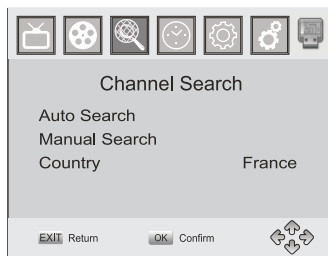 Channel Search
Auto Search
Manual Search
Country France
EXIT Return OK Confirm